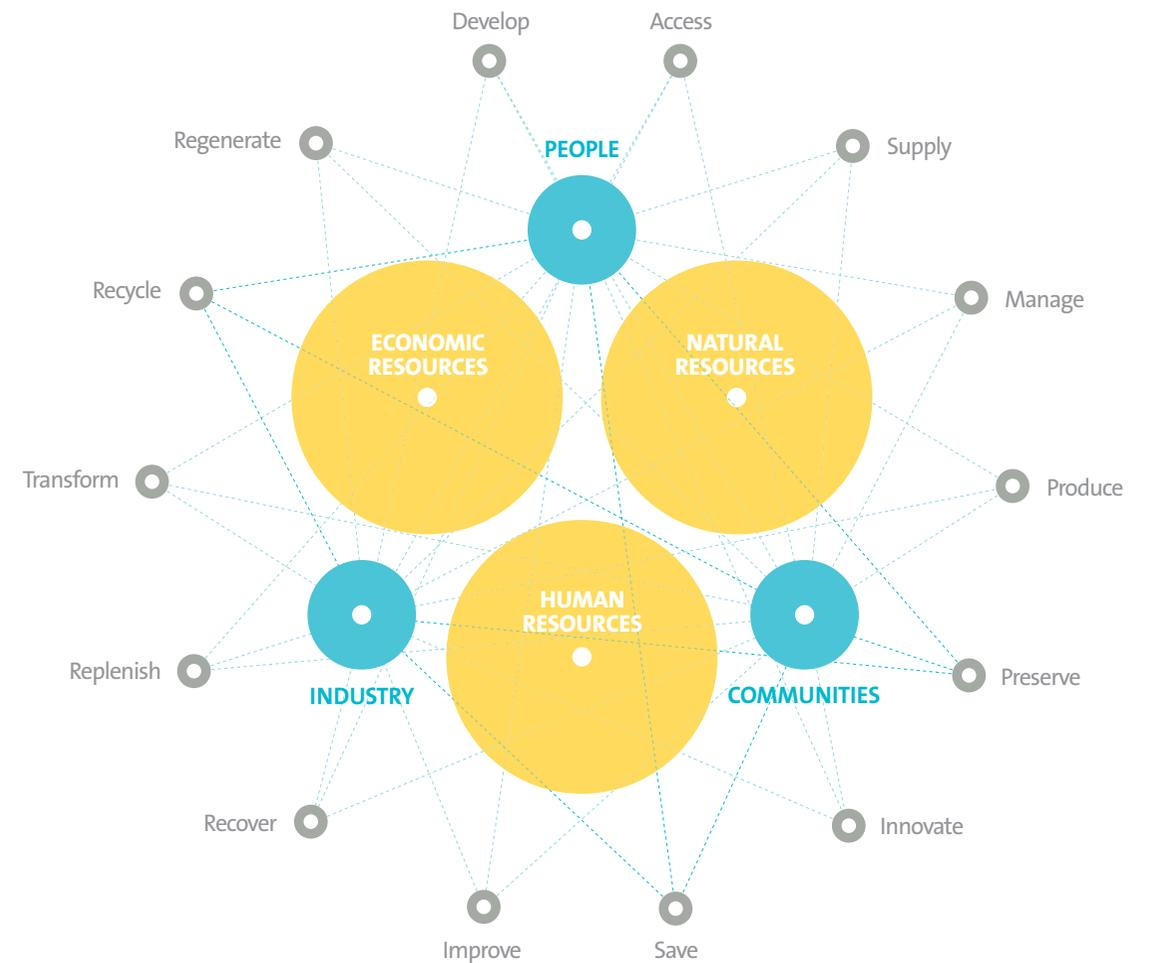 Develop
Access
Regenerate
PEOPLE
Supply
Recycle
Manage
ECONOMIC
RESOURCES
NATURAL
RESOURCES
Transform
Produce
HUMAN
RESOURCES
Replenish
Preserve
INDUSTRY
COMMUNITIES
Recover
Innovate
Improve
Save